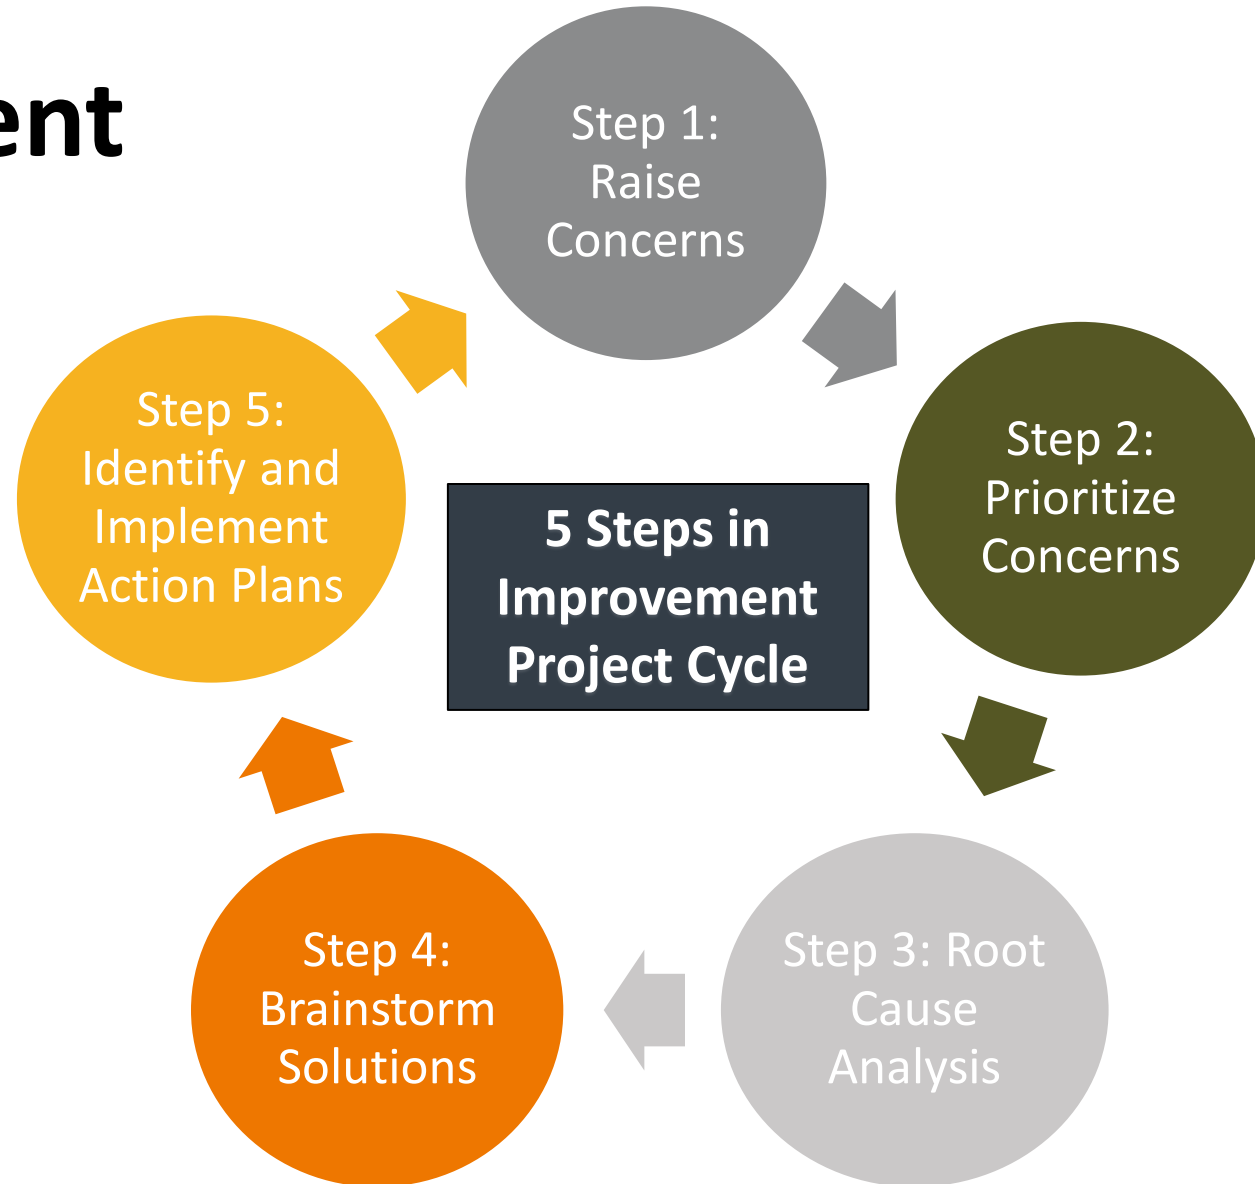 ent
Step 1:
Raise
Concerns
Step 2:
Prioritize
Concerns
Step 3: Root
Cause
Analysis
Step 4:
Brainstorm
Solutions
Step 5:
Identify and
Implement
Action Plans
5 Steps in
Improvement
Project Cycle